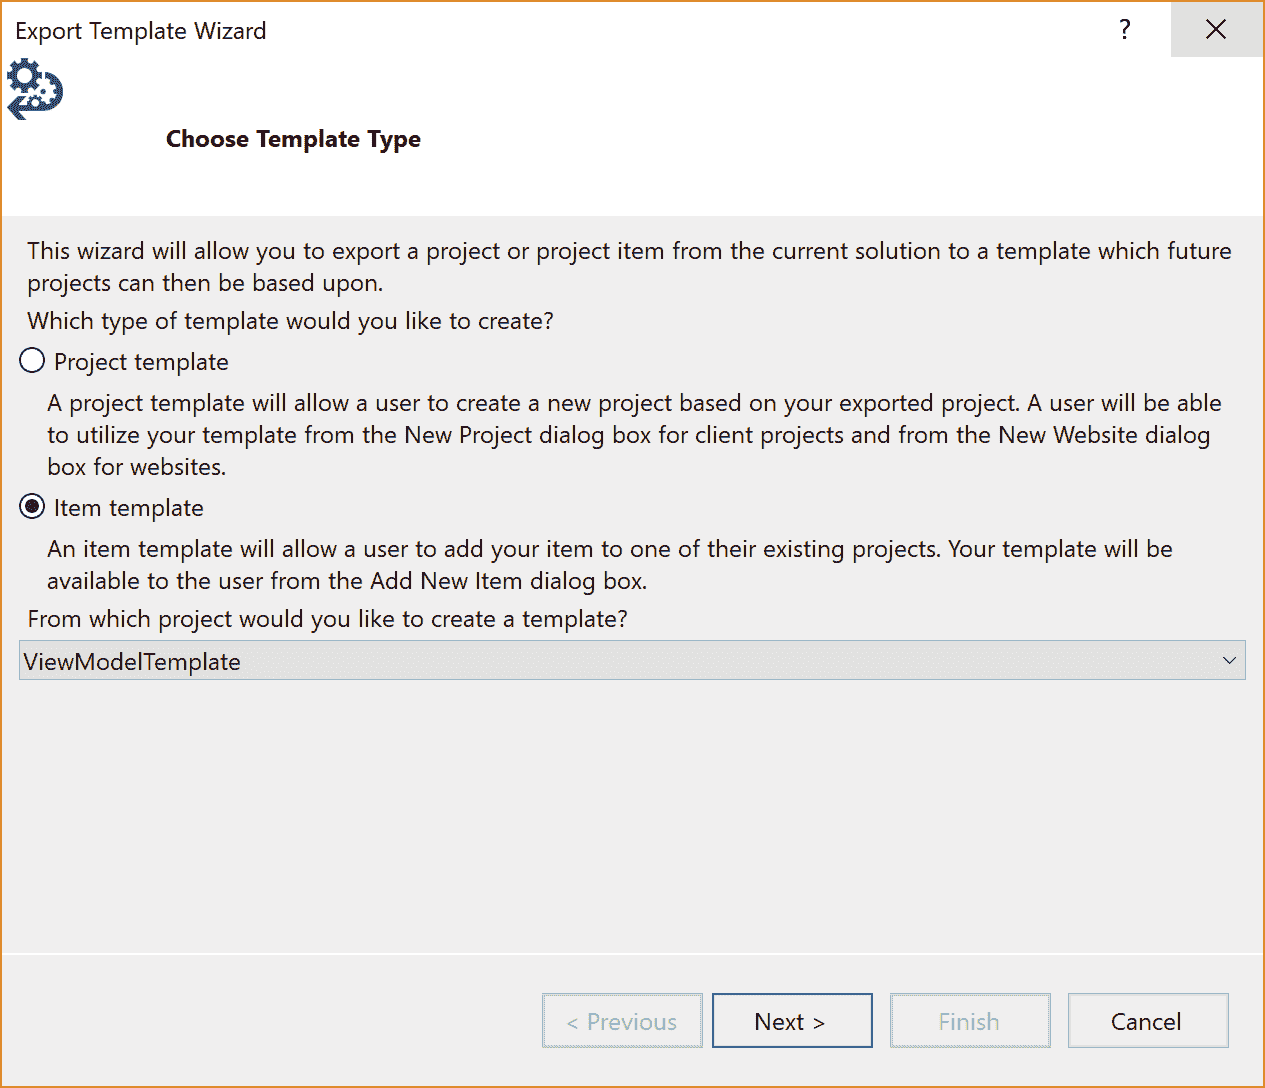 Export Template Wizard
?
Choose Template Type
This wizard will allow you to export a project or project item from the current solution to a template which future
projects can then be based upon.
Which type of template would you like to create?
Project template
A project template will allow a user to create a new project based on your exported project. A user will be able
to utilize your template from the New Project dialog box for client projects and from the New Website dialog
box for websites.
Item template
An item template will allow a user to add your item to one of their existing projects. Your template will be
available to the user from the Add New Item dialog box.
From which project would you like to create a template?
ViewModelTemplate
< Previous
Next >
Finish
Cancel